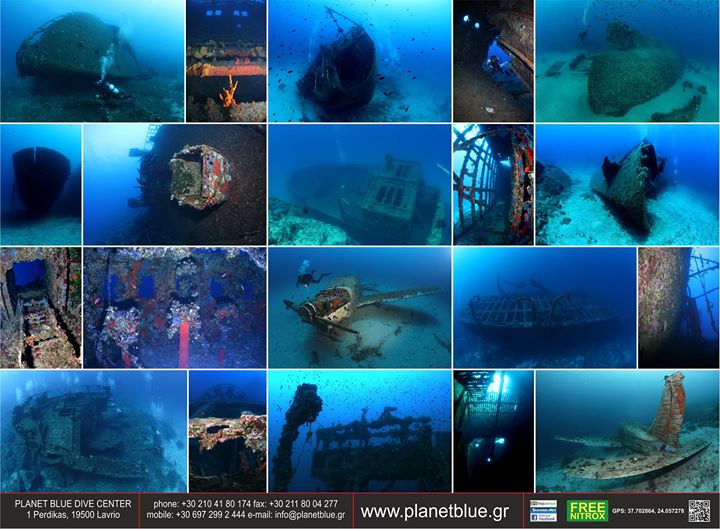 PLANET BLUE DIVE CENTER
1 Perdikas, 19500 Lavrio
phone: +30 210 41 80 174 fax: +30 211 80 04 277
mobile: +30 697 299 2 444 e-mail: info@planetblue.gr
www.planetblue.gr
Facebook
FREE
NITROX
GPS: 37.702864, 24.057278